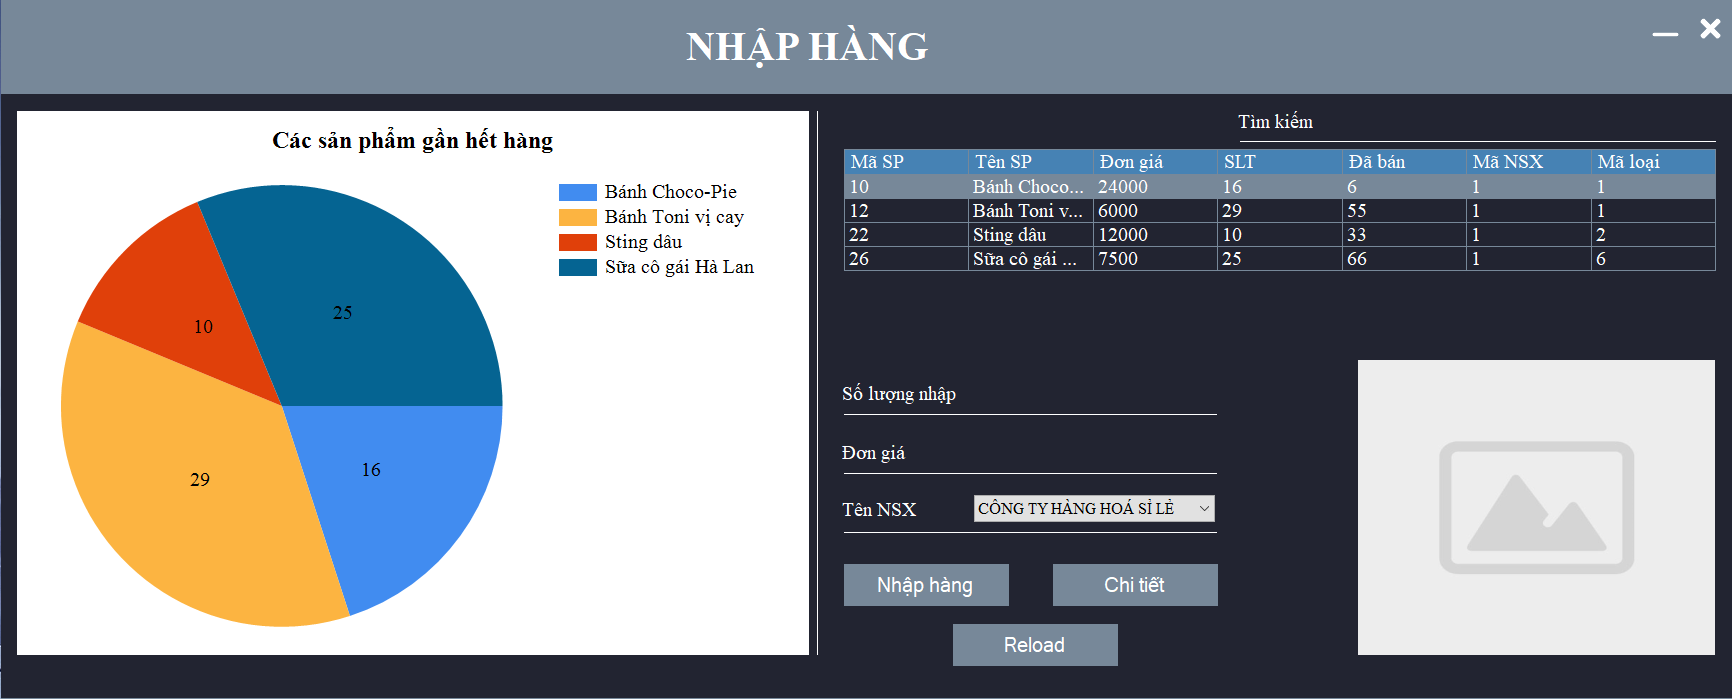 NHẬP HÀNG
Các sản phẩm gần hết hàng
Bánh Choco-Pie
Bánh Toni vị cay
Sting dâu
Sữa cô gái Hà Lan
25
10
29
16
Tìm kiếm
Mã SP Tên SP Đơn giá SLT Đã bán Mã NSX Mã loại
10 Bánh Choco... 24000 16 6 1 1
12 Bánh Toni v... 6000 29 55 1 1
22 Sting dâu 12000 10 33 1 2
26 Sữa cô gái ... 7500 25 66 1 6
Số lượng nhập
Đơn giá
Tên NSX CÔNG TY HÀNG HOÁ SỈ LẺ
Nhập hàng Chi tiết
Reload